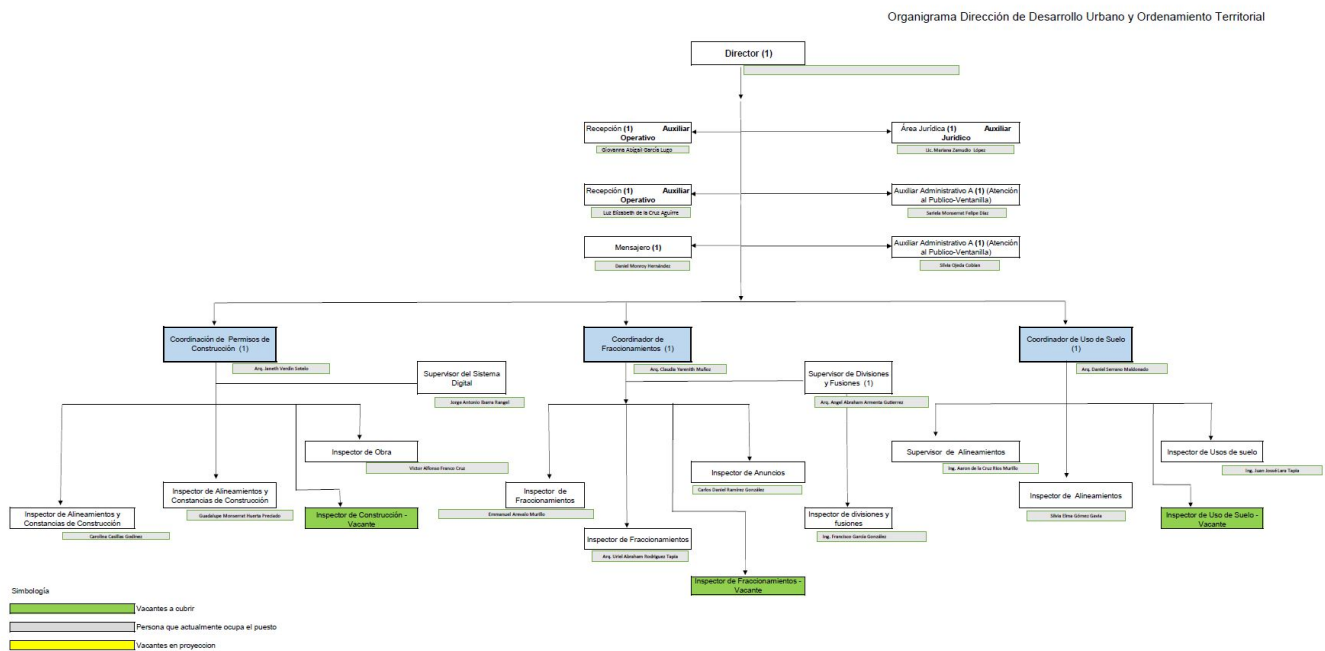 Organigrama Dirección de Desarrollo Urbano y Ordenamiento Territorial
Director (1)
Recepción (1) Auxiliar
Operativo
Giovanna Abigail García Lugo
Área Jurídica (1) Auxiliar
Jurídico
Lic. Mariana Zamudio López
Recepción (1) Auxiliar
Operativo
Luz Elizabeth de la Cruz Aguirre
Auxiliar Administrativo A (1) (Atención
al Publico-Ventanilla)
Sariela Monserrat Felipe Díaz
Mensajero (1)
Daniel Monroy Hernández
Auxiliar Administrativo A (1) (Atención
al Publico-Ventanilla)
Silvia Ojeda Cobian
Coordinación de Permisos de
Construcción (1)
Arq. Janeth Verdín Sotelo
Coordinador de
Fraccionamientos (1)
Arq. Claudia Yarenith Muñoz
Coordinador de Uso de Suelo
(1)
Arq. Daniel Serrano Maldonado
Supervisor del Sistema
Digital
Jorge Antonio Ibarra Rangel
Supervisor de Divisiones
y Fusiones (1)
Arq. Angel Abraham Armenta Gutierrez
Inspector de Obra
Victor Alfonso Franco Cruz
Inspector de Anuncios
Carlos Daniel Ramírez González
Supervisor de Alineamientos
Ing. Aaron de la Cruz Rios Murillo
Inspector de Usos de suelo
Ing. Juan Josué Lara Tapia
Inspector de Alineamientos y
Constancias de Construcción
Guadalupe Monserrat Huerta Preciado
Inspector de
Fraccionamientos
Emmanuel Arevalo Murillo
Inspector de Alineamientos
Silvia Elma Gómez Gavia
Inspector de Alineamientos y
Constancias de Construcción
Carolina Casillas Godinez
Inspector de Construcción -
Vacante
Inspector de divisiones y
fusiones
Ing. Francisco García González
Inspector de Uso de Suelo -
Vacante
Inspector de Fraccionamientos
Arq. Uriel Abraham Rodríguez Tapia
Inspector de Fraccionamientos -
Vacante
Simbología
Vacantes a cubrir
Persona que actualmente ocupa el puesto
Vacantes en proyeccion